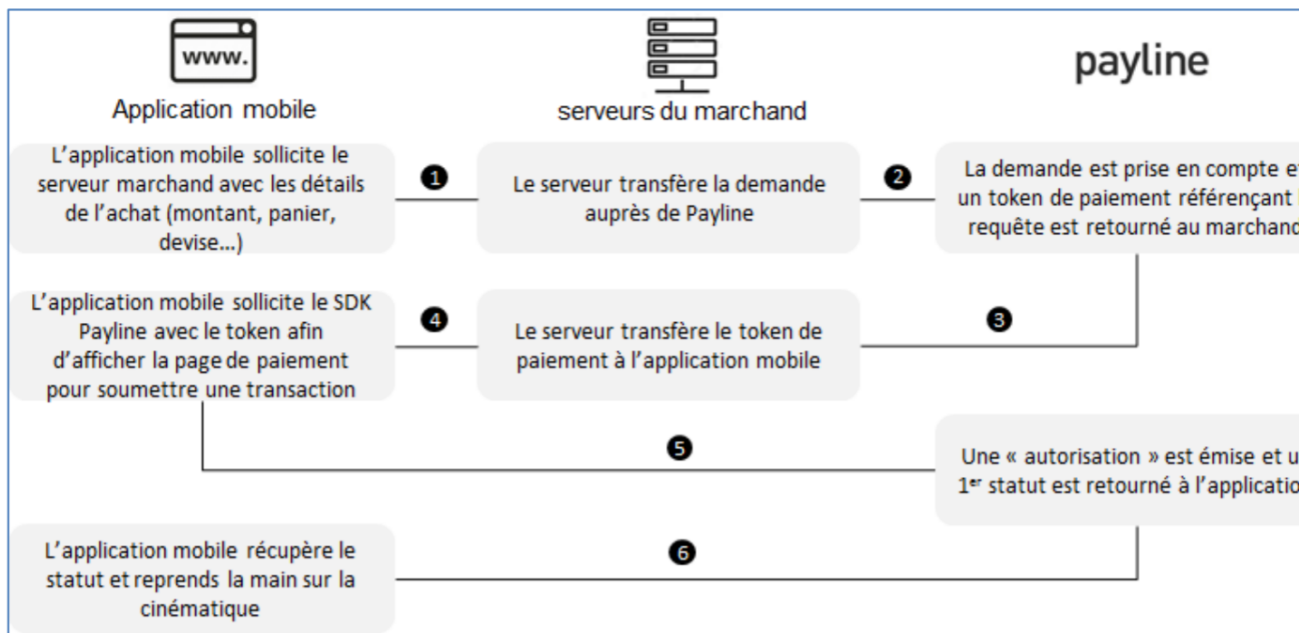 www.
payline
Application mobile
serveurs du marchand
L'application mobile sollicite le
serveur marchand avec les détails
de l'achat (montant, panier,
devise...)
1
Le serveur transfère la demande
auprès de Payline
2
La demande est prise en compte
un token de paiement référençant
requête est retourné au marchand
L'application mobile sollicite le SDK
Payline avec le token afin
d'afficher la page de paiement
pour soumettre une transaction
4
Le serveur transfère le token de
paiement à l'application mobile
3
5
Une « autorisation » est émise et
1er statut est retourné à
L'application mobile récupère le
statut et reprends la main sur la
cinématique
6